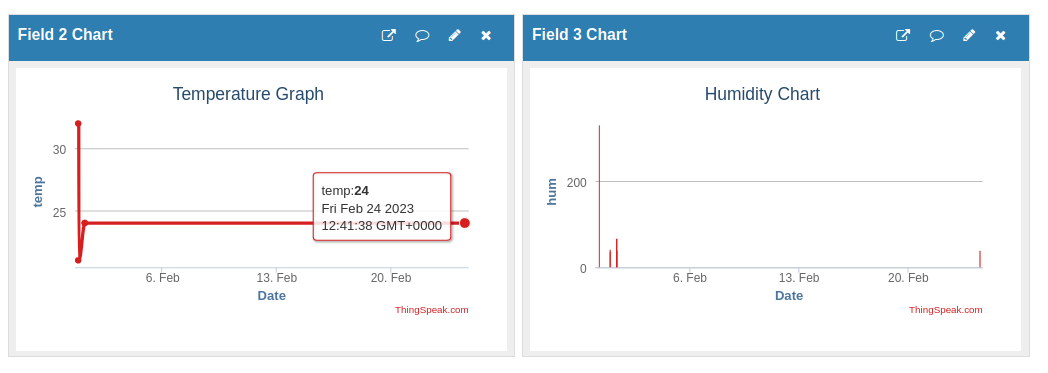 Field 2 Chart
Temperature Graph
30
25
temp
temp:24
Fri Feb 24 2023
12:41:38 GMT+0000
6. Feb
13. Feb
20. Feb
Date
ThingSpeak.com
Field 3 Chart
Humidity Chart
200
0
hum
6. Feb
13. Feb
20. Feb
Date
ThingSpeak.com